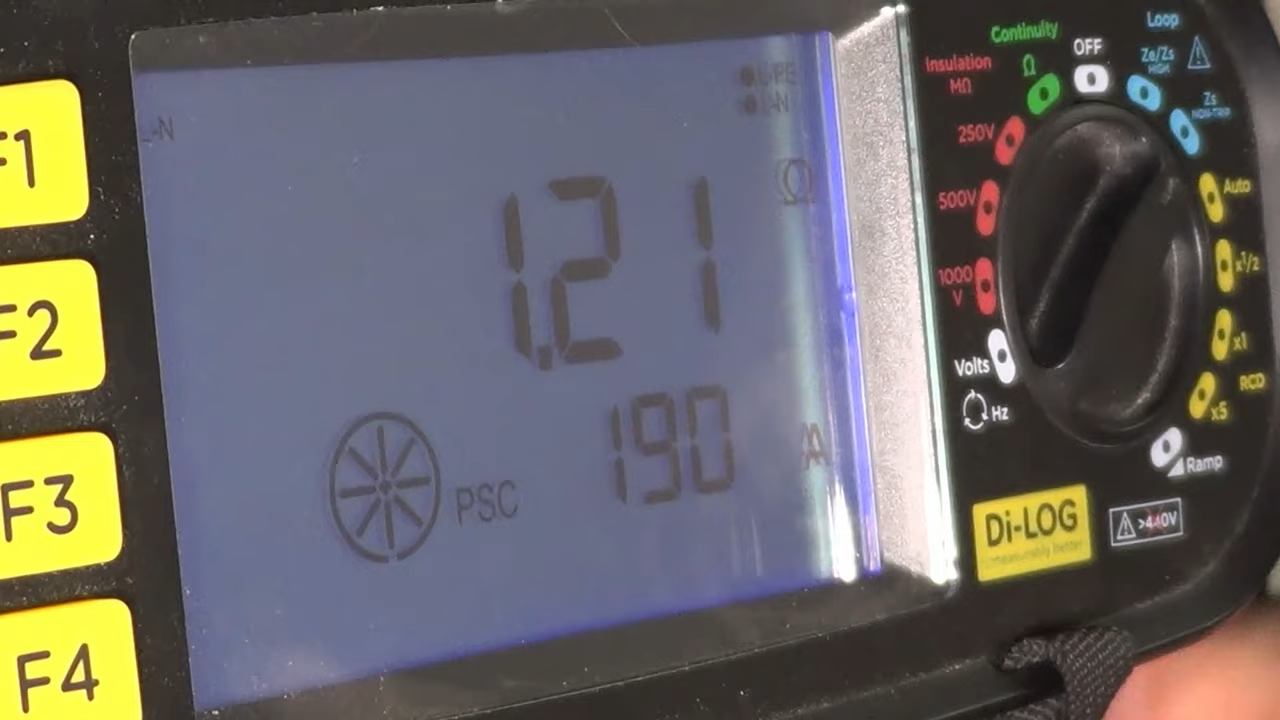 F1
F2
F3
F4
L-N
L-PE
L-N
1.21
Ω
PSC
190
A
Continuity
Ω
OFF
Loop
Ze/Zs
HIGH
Zs
NON-TRIP
Insulation
MΩ
250V
500V
1000
V
Volts
Hz
Auto
x1/2
x1
RCD
x5
Ramp
Di-LOG
measurably better
>440V